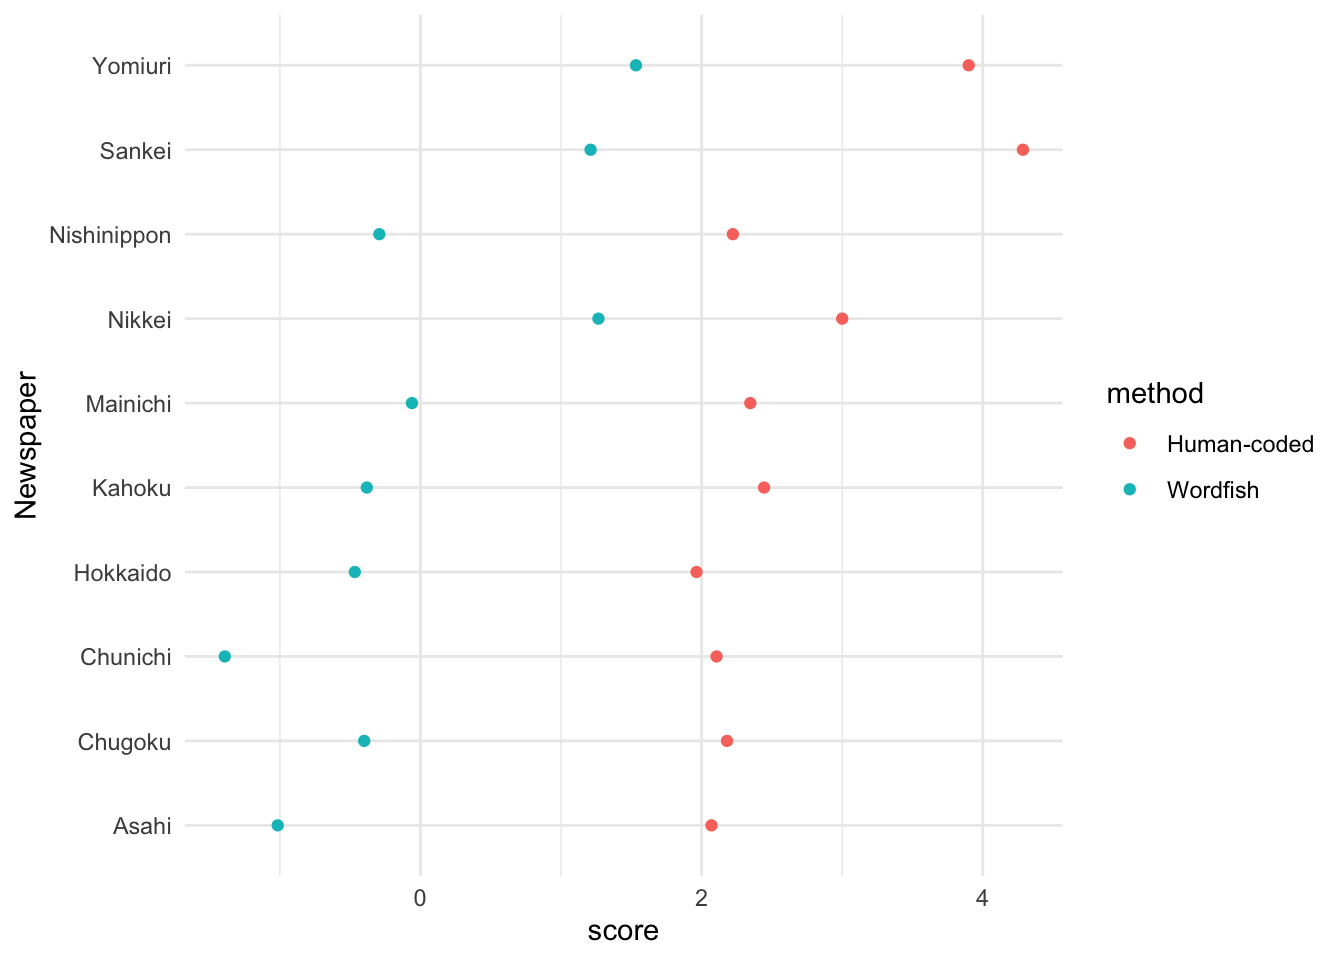 Yomiuri
Sankei
Nishinippon
Nikkei
Mainichi
Kahoku
Hokkaido
Chunichi
Chugoku
Asahi
Newspaper
0 2 4
score
method
Human-coded
Wordfish